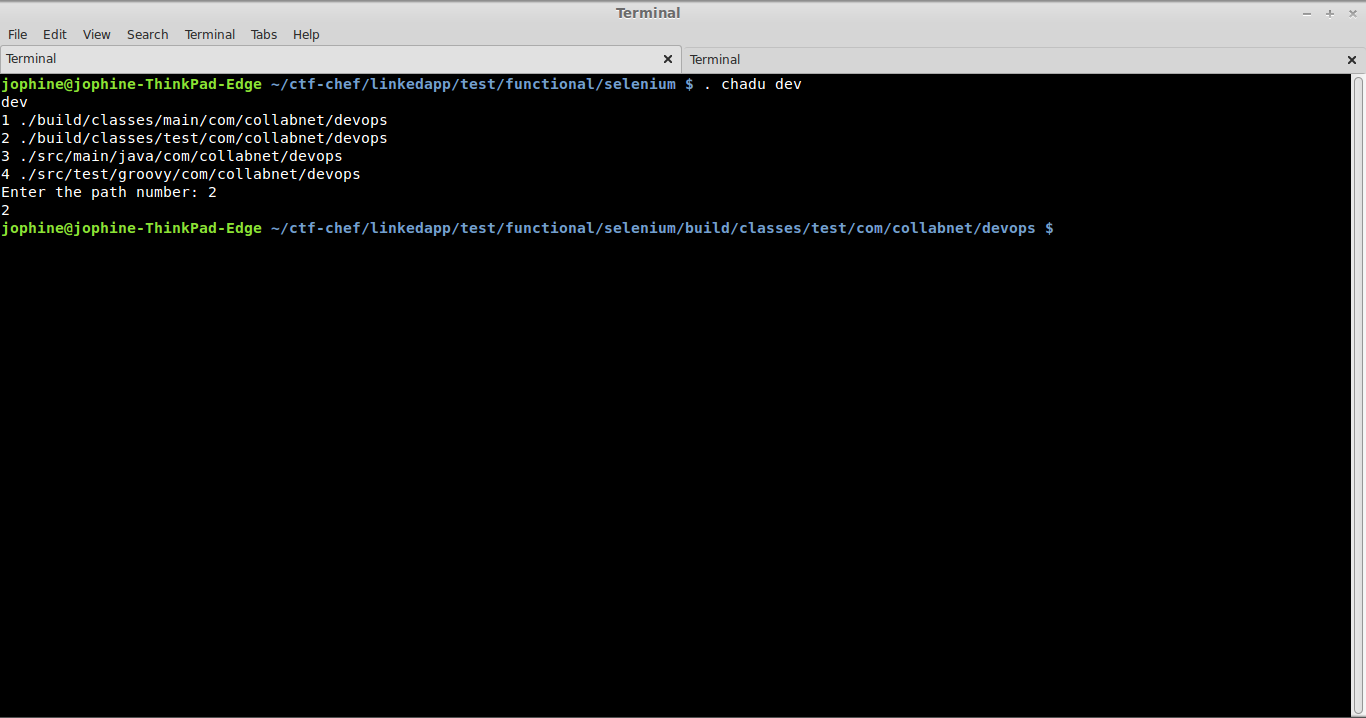 Terminal
File Edit View Search Terminal Tabs Help
Terminal Terminal
jophine@jophine-ThinkPad-Edge ~/ctf-chef/linkedapp/test/functional/selenium $ . chadu dev
dev
1 ./build/classes/main/com/collabnet/devops
2 ./build/classes/test/com/collabnet/devops
3 ./src/main/java/com/collabnet/devops
4 ./src/test/groovy/com/collabnet/devops
Enter the path number: 2
2
jophine@jophine-ThinkPad-Edge ~/ctf-chef/linkedapp/test/functional/selenium/build/classes/test/com/collabnet/devops $